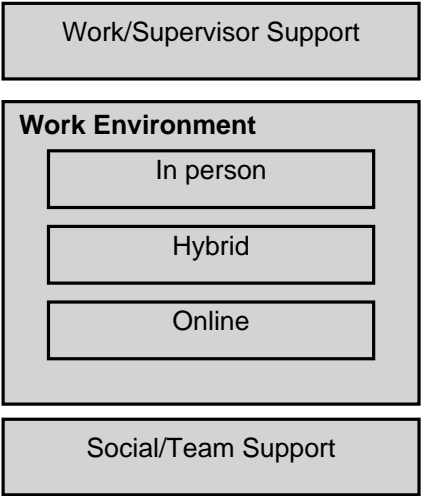 Work/Supervisor Support
Work Environment
In person
Hybrid
Online
Social/Team Support